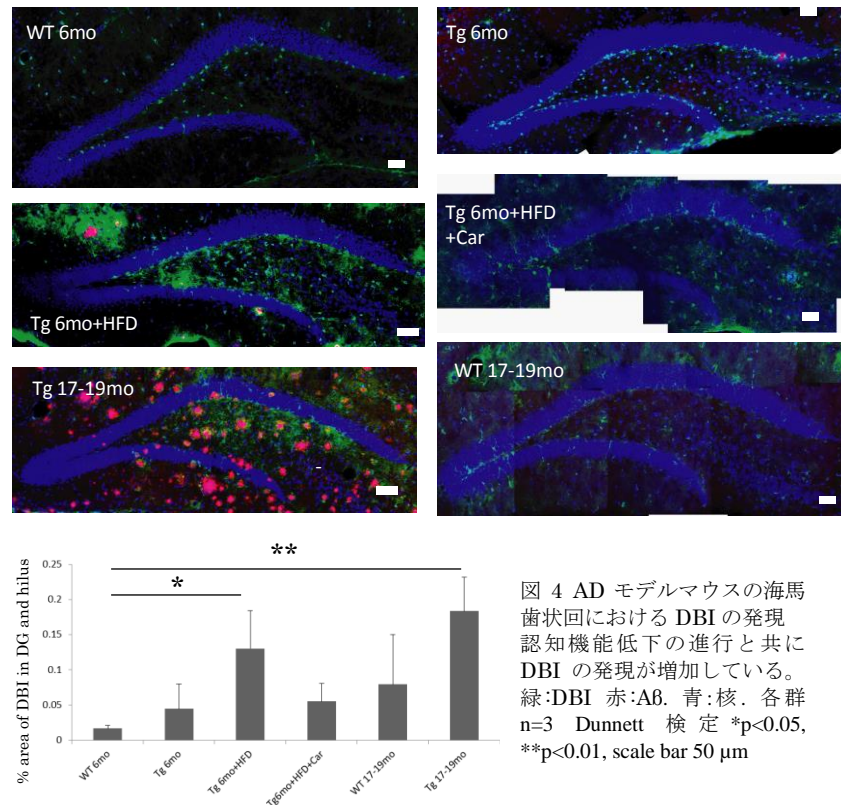 WT 6mo
Tg 6mo
Tg 6mo+HFD
Tg 6mo+HFD
+Car
Tg 17-19mo
WT 17-19mo
% area of DBI in DG and hilus
0.25
0.2
0.15
0.1
0.05
0
*
**
WT 6mo
Tg 6mo
Tg 6mo+HFD
Tg6mo+HFD+Car
WT 17-19mo
Tg 17-19mo
図 4 AD モデルマウスの海馬
歯状回における DBI の発現
認知機能低下の進行と共に
DBI の発現が増加している。
緑:DBI 赤:Aß. 青:核. 各群
n=3 Dunnett 検定 *p<0.05,
**p<0.01, scale bar 50 µm